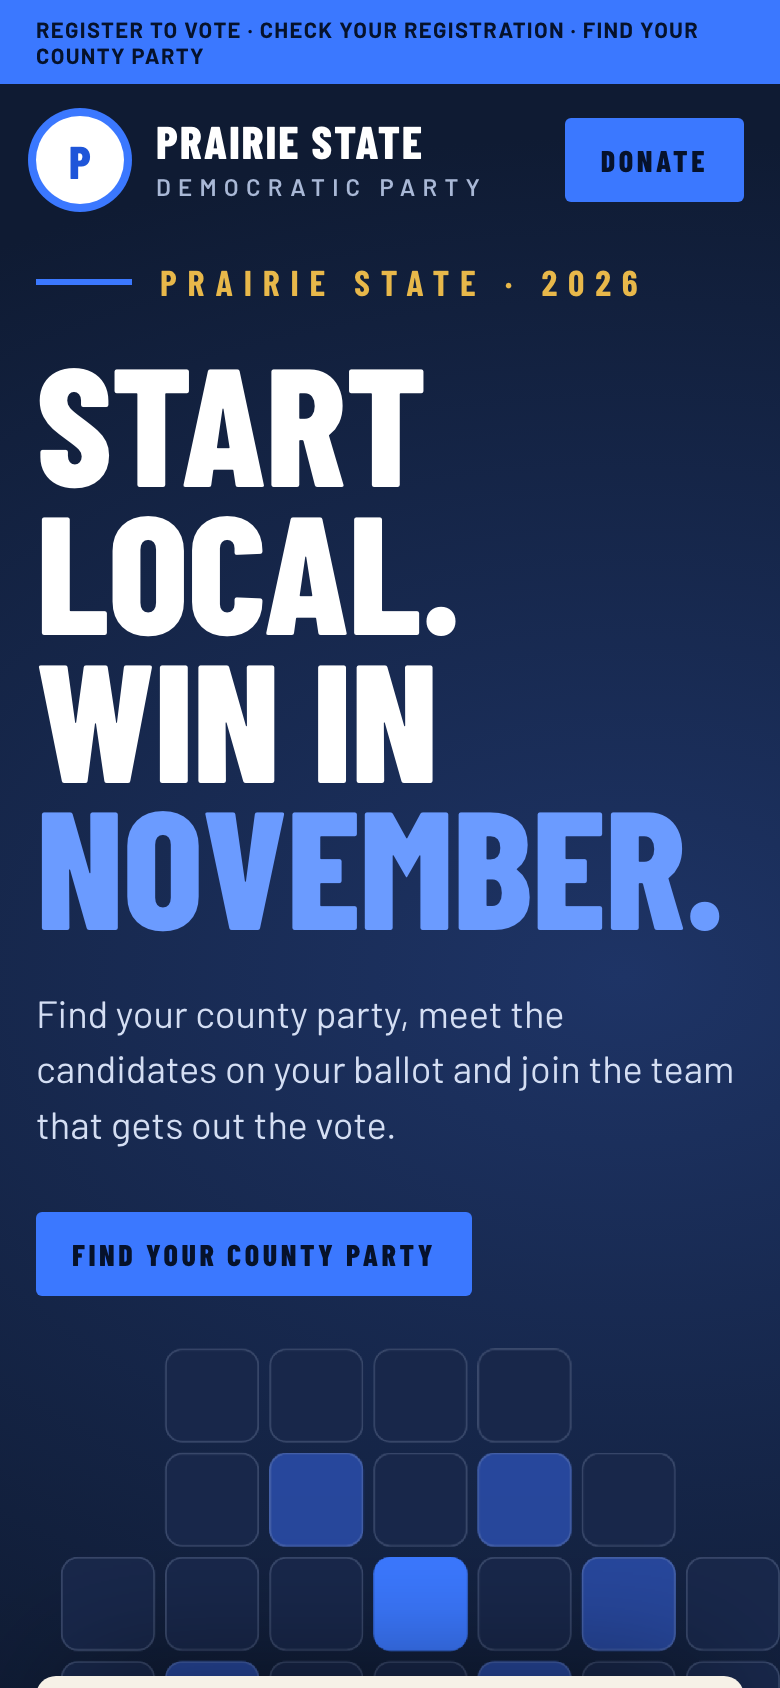 REGISTER TO VOTE · CHECK YOUR REGISTRATION · FIND YOUR
COUNTY PARTY
P
PRAIRIE STATE
DEMOCRATIC PARTY
DONATE
PRAIRIE STATE · 2026
START
LOCAL.
WIN IN
NOVEMBER.
Find your county party, meet the
candidates on your ballot and join the team
that gets out the vote.
FIND YOUR COUNTY PARTY